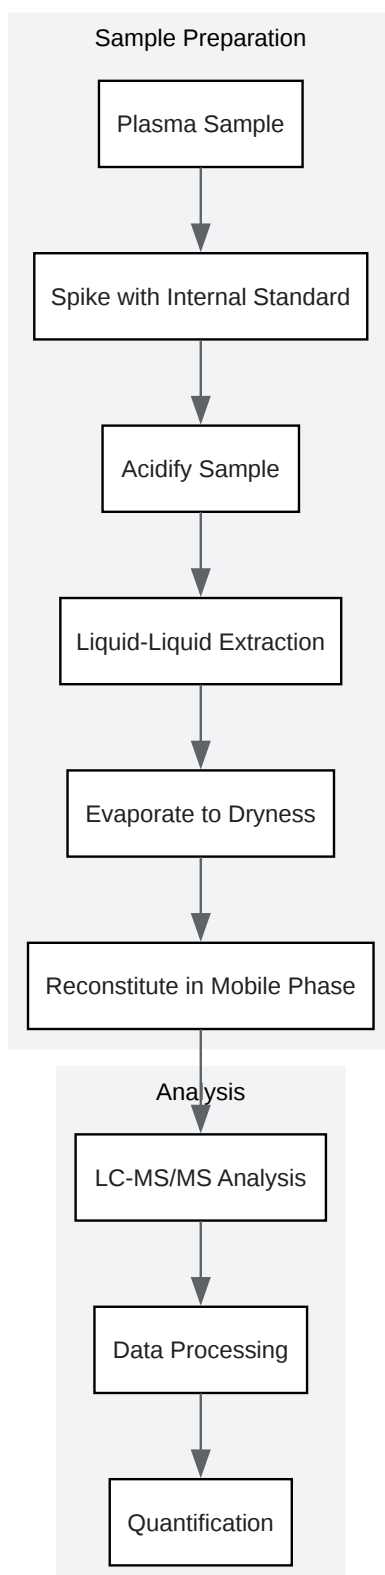 Sample Preparation
Plasma Sample
Spike with Internal Standard
Acidify Sample
Liquid-Liquid Extraction
Evaporate to Dryness
Reconstitute in Mobile Phase
Analysis
LC-MS/MS Analysis
Data Processing
Quantification